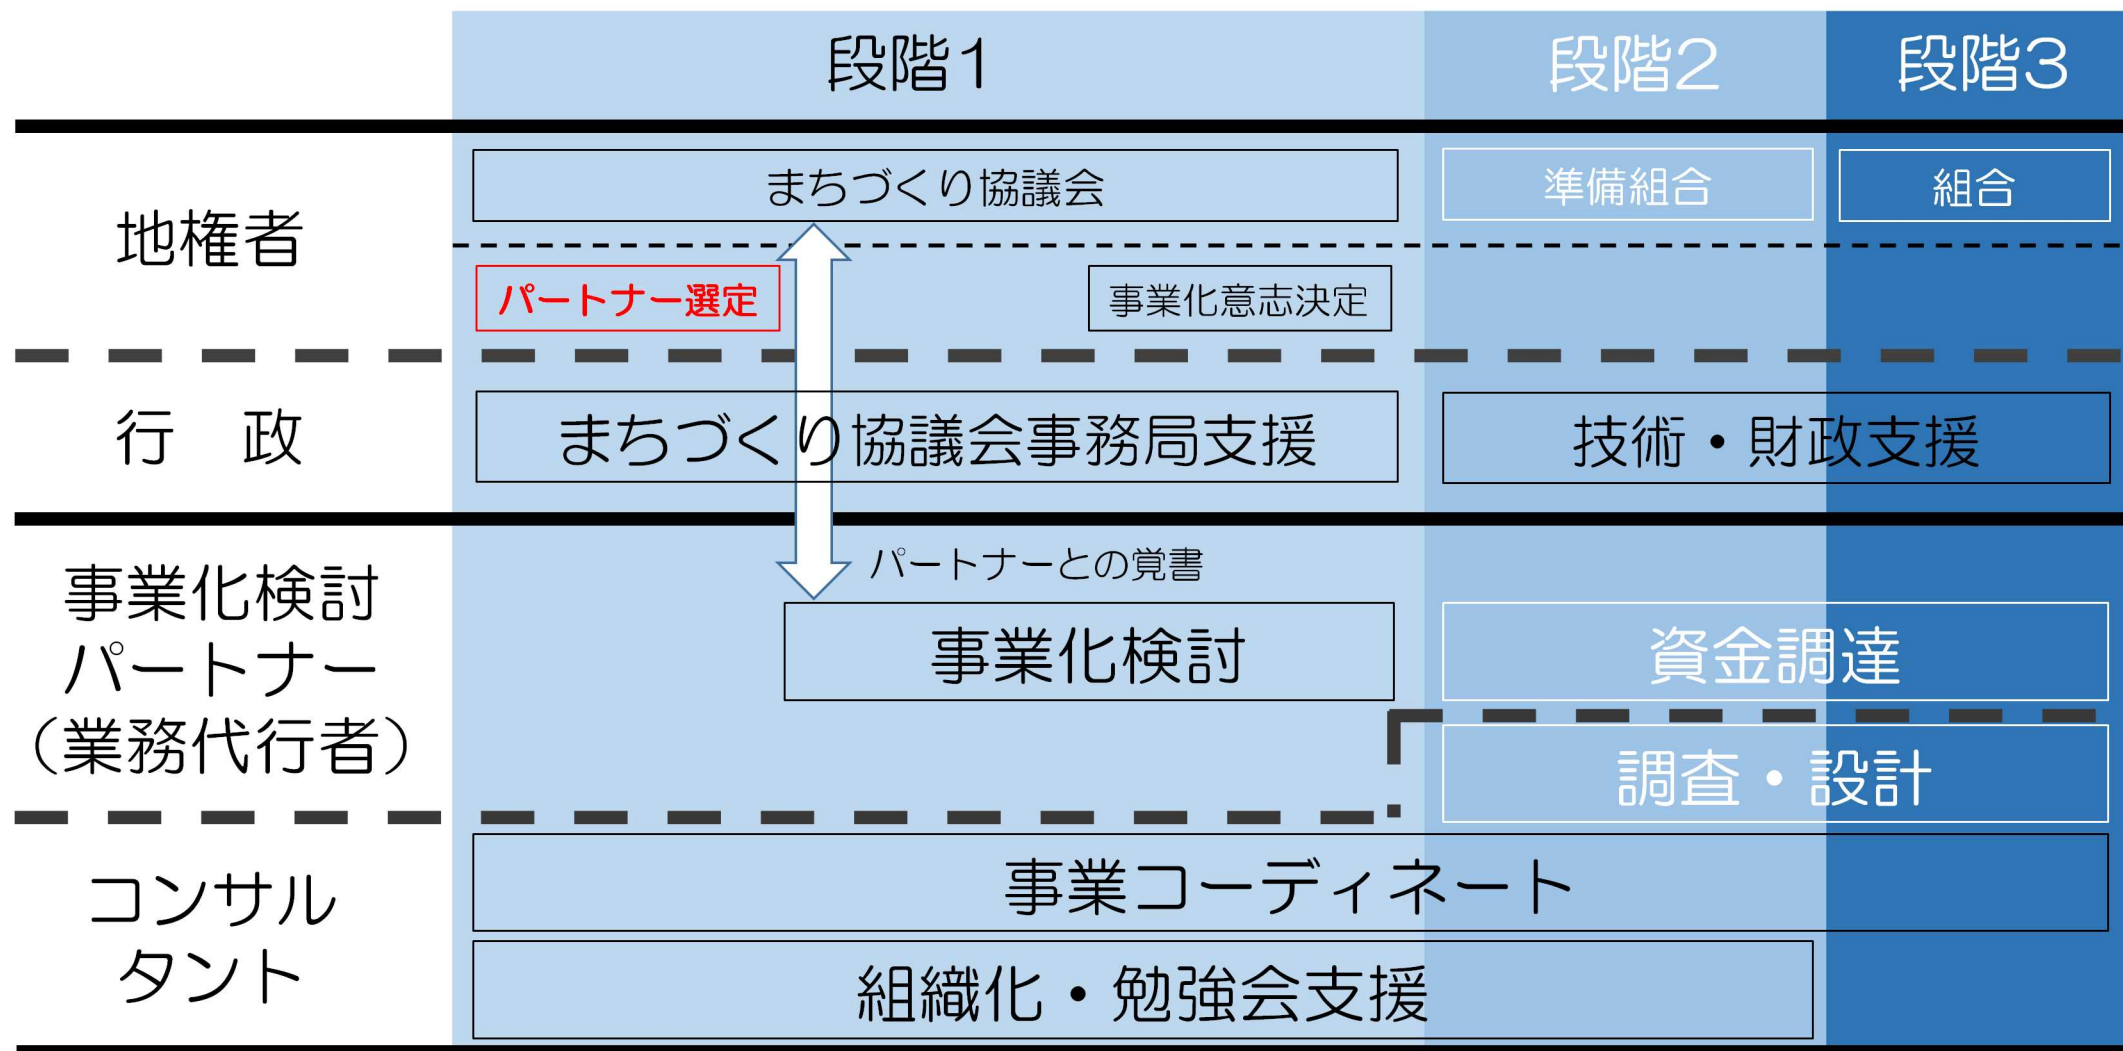 段階1
段階2
段階3
地権者
まちづくり協議会
準備組合
組合
パートナー選定
事業化意志決定
行　政
まちづくり協議会事務局支援
技術・財政支援
事業化検討
パートナー
（業務代行者）
パートナーとの覚書
事業化検討
資金調達
調査・設計
コンサル
タント
事業コーディネート
組織化・勉強会支援